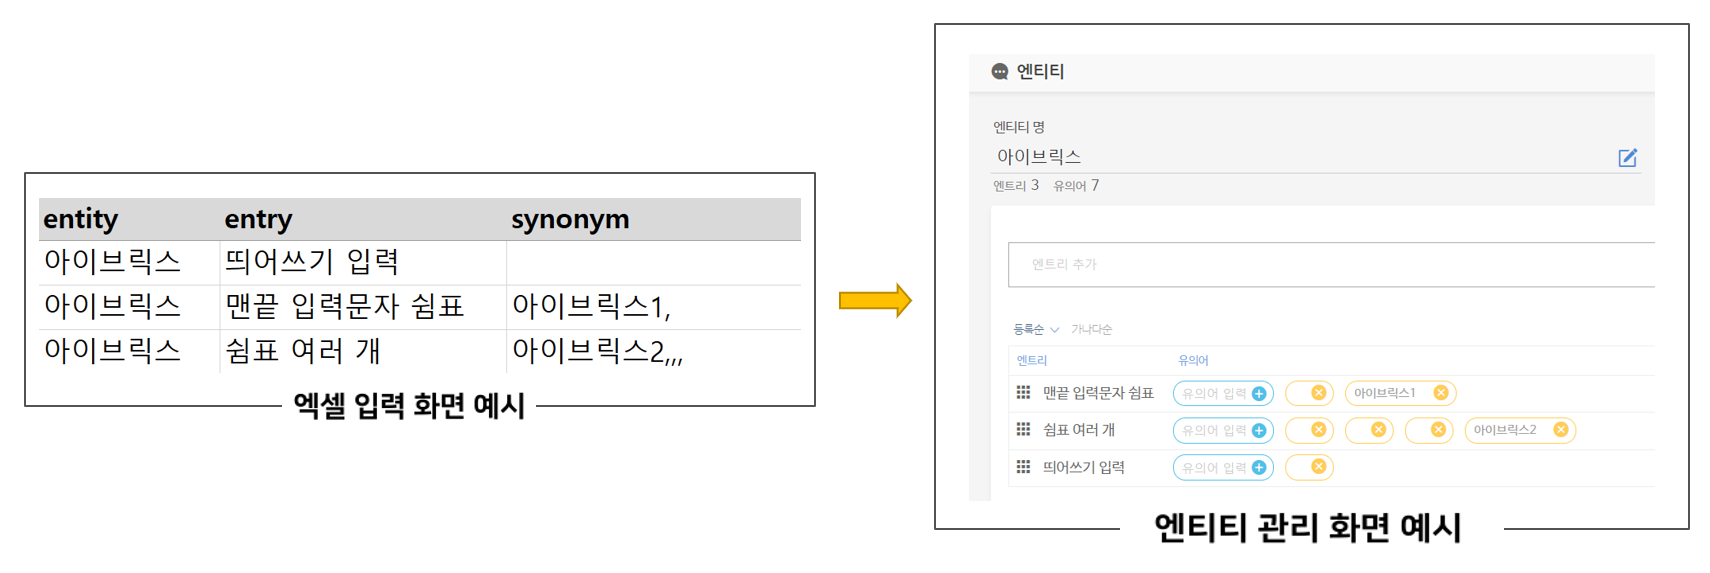 entity entry synonym
아이브릭스 띄어쓰기 입력
아이브릭스 맨끝 입력문자 쉼표 아이브릭스1,
아이브릭스 쉼표 여러 개 아이브릭스2,,,
엑셀 입력 화면 예시
엔티티
엔티티 명
아이브릭스
엔트리 3 유의어 7
엔트리 추가
등록순 가나다순
엔트리 유의어
맨끝 입력문자 쉼표 유의어 입력 아이브릭스1
쉼표 여러 개 유의어 입력 아이브릭스2
띄어쓰기 입력 유의어 입력
엔티티 관리 화면 예시